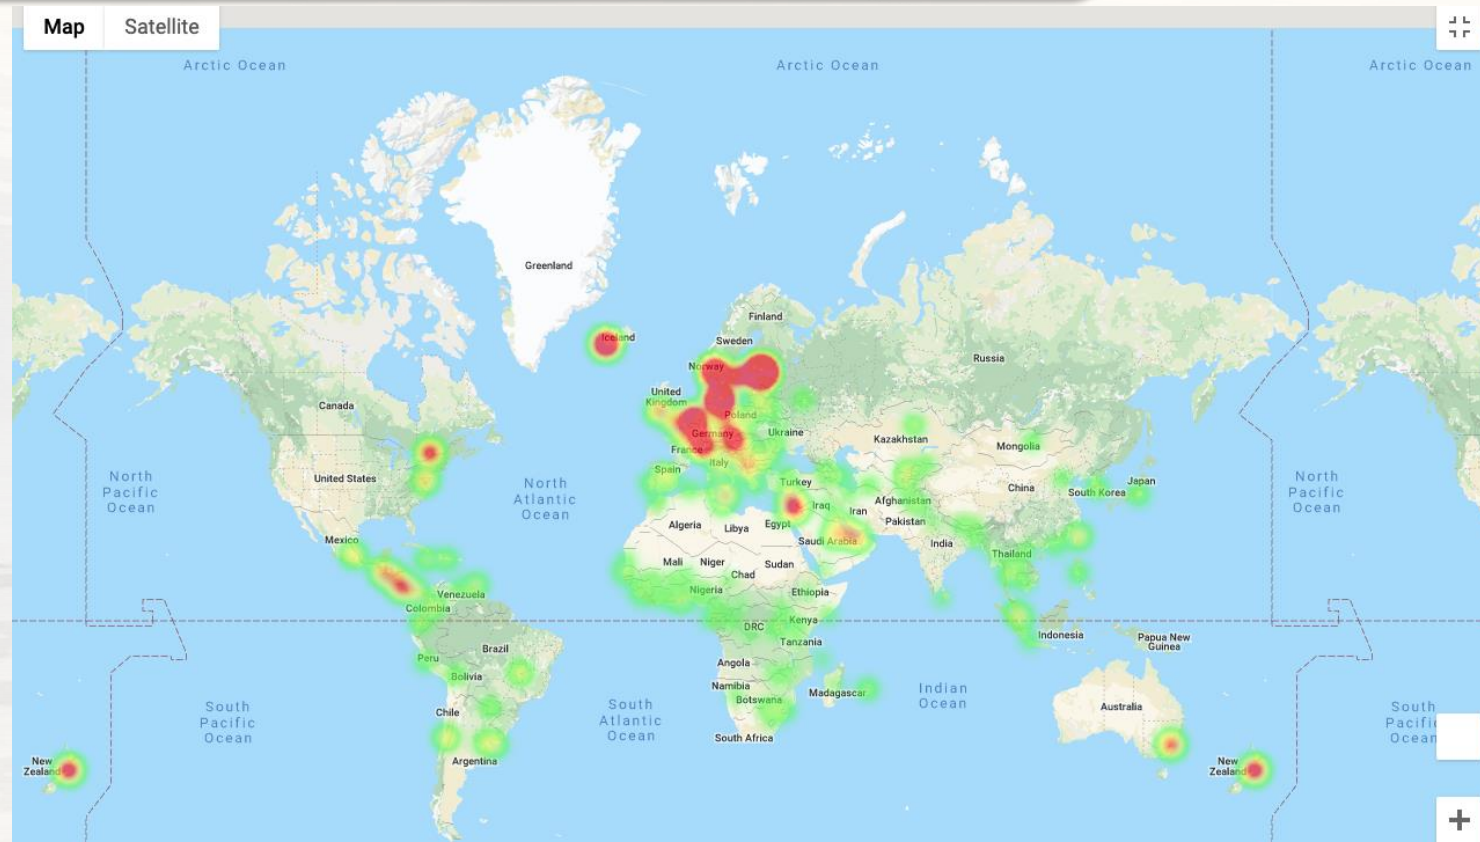 Map
Satellite
Arctic Ocean
Arctic Ocean
Arctic Ocean
Greenland
Iceland
Finland
Sweden
Norway
Russia
United
Kingdom
Canada
Poland
Germany
Ukraine
France
Kazakhstan
Mongolia
Italy
Spain
United States
North
Pacific
Ocean
North
Atlantic
Ocean
Turkey
China
Japan
South Korea
North
Pacific
Ocean
Afghanistan
Iraq
Iran
Algeria
Libya
Egypt
Pakistan
Mexico
Saudi Arabia
India
Thailand
Mali
Niger
Chad
Sudan
Nigeria
Ethiopia
Venezuela
Colombia
DRC
Kenya
Indonesia
Papua New
Guinea
Tanzania
Brazil
Peru
Angola
Bolivia
Namibia
Botswana
Madagascar
Indian
Ocean
South
Pacific
Ocean
Chile
South
Atlantic
Ocean
Australia
South
Pacific
Ocean
South Africa
Argentina
New
Zealand
New
Zealand